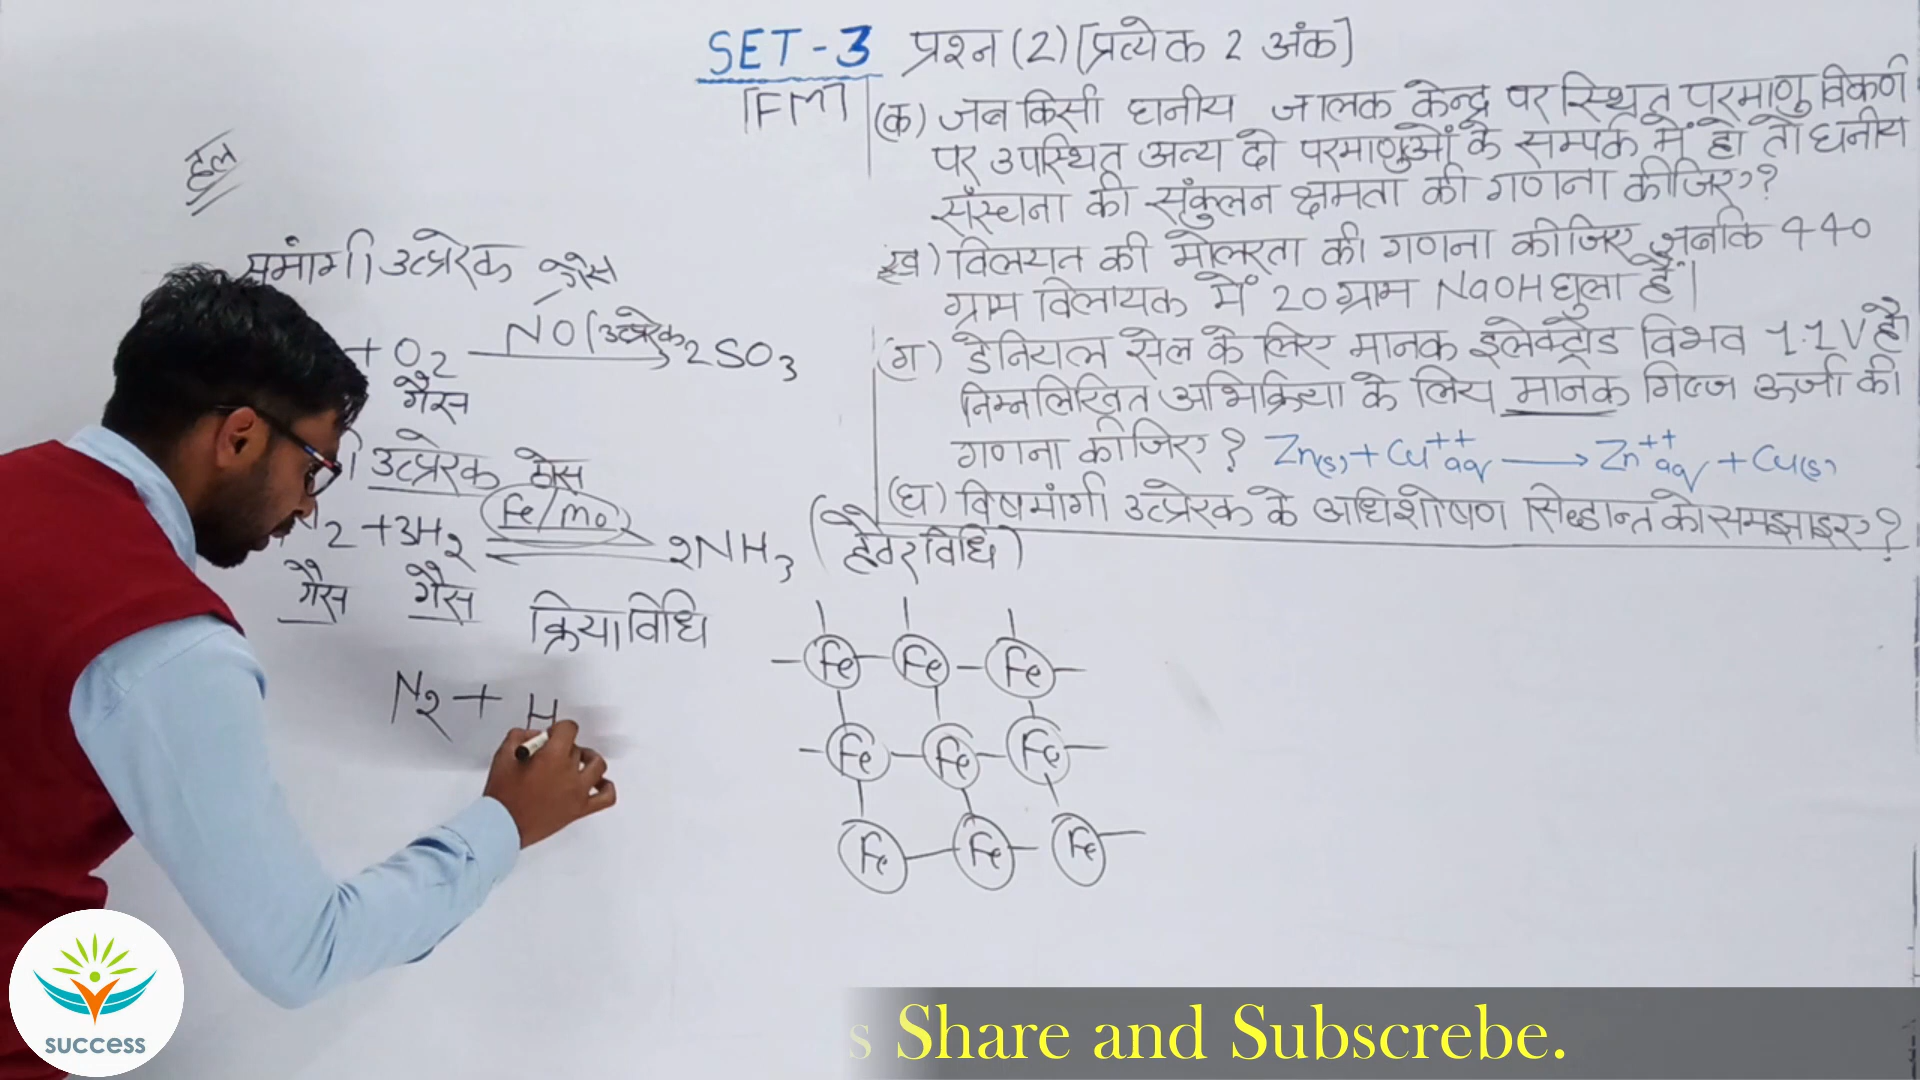 SET-3 प्रश्न (2) [प्रत्येक 2 अंक]
[FM]
(क) जब किसी घनीय जालक केन्द्र पर स्थित परमाणु विकर्ण
पर उपस्थित अन्य दो परमाणुओं के सम्पर्क में हो तो घनीय
संरचना की संकुलन क्षमता की गणना कीजिए?
(ख) विलयन की मोलरता की गणना कीजिए जबकि 440
ग्राम विलायक में 20 ग्राम NaOH घुला है।
(ग) डेनियल सेल के लिए मानक इलेक्ट्रोड विभव 1.1V है।
निम्नलिखित अभिक्रिया के लिय मानक गिब्ज ऊर्जा की
गणना कीजिए? Zn(s) + Cu⁺⁺aq ⟶ Zn⁺⁺aq + Cu(s)
(घ) विषमांगी उत्प्रेरक के अधिशोषण सिद्धान्त को समझाइए?
हल
समांगी उत्प्रेरक गैस
+ O₂ NO(उत्प्रेरक 2SO₃
गैस
उत्प्रेरक गैस
₂ + 3H₂ Fe/mo 2NH₃ (हेवर विधि)
गैस गैस
क्रियाविधि
N₂ + H
Fe Fe Fe
Fe Fe Fe
Fe Fe Fe
success
s Share and Subscrebe.